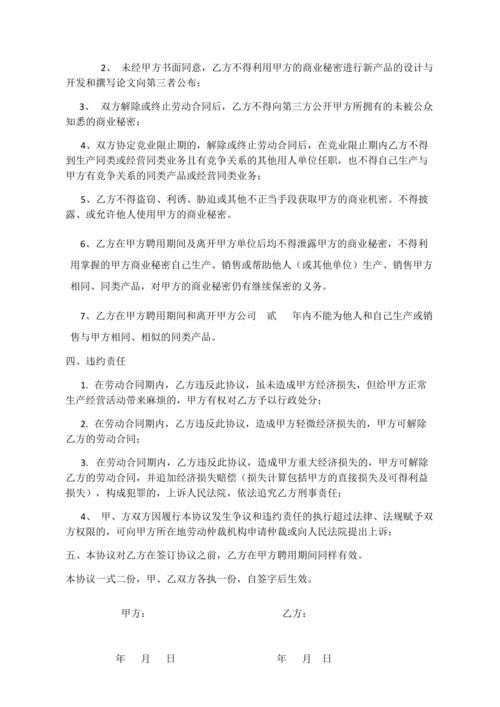 2、 未经甲方书面同意，乙方不得利用甲方的商业秘密进行新产品的设计与
开发和撰写论文向第三者公布；
3、 双方解除或终止劳动合同后，乙方不得向第三方公开甲方所拥有的未被公众
知悉的商业秘密；
4、双方协定竞业限止期的，解除或终止劳动合同后，在竞业限止期内乙方不得
到生产同类或经营同类业务且有竞争关系的其他用人单位任职，也不得自己生产与
甲方有竞争关系的同类产品或经营同类业务；
5、乙方不得盗窃、利诱、胁迫或其他不正当手段获取甲方的商业机密。不得披
露、或允许他人使用甲方的商业秘密。
6、乙方在甲方聘用期间及离开甲方单位后均不得泄露甲方的商业秘密，不得利
用掌握的甲方商业秘密自己生产、销售或帮助他人（或其他单位）生产、销售甲方
相同、同类产品，对甲方的商业秘密仍有继续保密的义务。
7、乙方在甲方聘用期间和离开甲方公司 贰 年内不能为他人和自己生产或销
售与甲方相同、相似的同类产品。
四、违约责任
1. 在劳动合同期内，乙方违反此协议，虽未造成甲方经济损失，但给甲方正常
生产经营活动带来麻烦的，甲方有权对乙方予以行政处分；
2. 在劳动合同期内，乙方违反此协议，造成甲方轻微经济损失的，甲方可解除
乙方的劳动合同；
3. 在劳动合同期内，乙方违反此协议，造成甲方重大经济损失的，甲方可解除
乙方的劳动合同，并追加经济损失赔偿（损失计算包括甲方的直接损失及可得利益
损失），构成犯罪的，上诉人民法院，依法追究乙方刑事责任；
4、 甲、方双方因履行本协议发生争议和违约责任的执行超过法律、法规赋予双
方权限的，可向甲方所在地劳动仲裁机构申请仲裁或向人民法院提出上诉；
五、本协议对乙方在签订协议之前，乙方在甲方聘用期间同样有效。
本协议一式二份，甲、乙双方各执一份，自签字后生效。
甲方： 乙方：
年 月 日 年 月 日